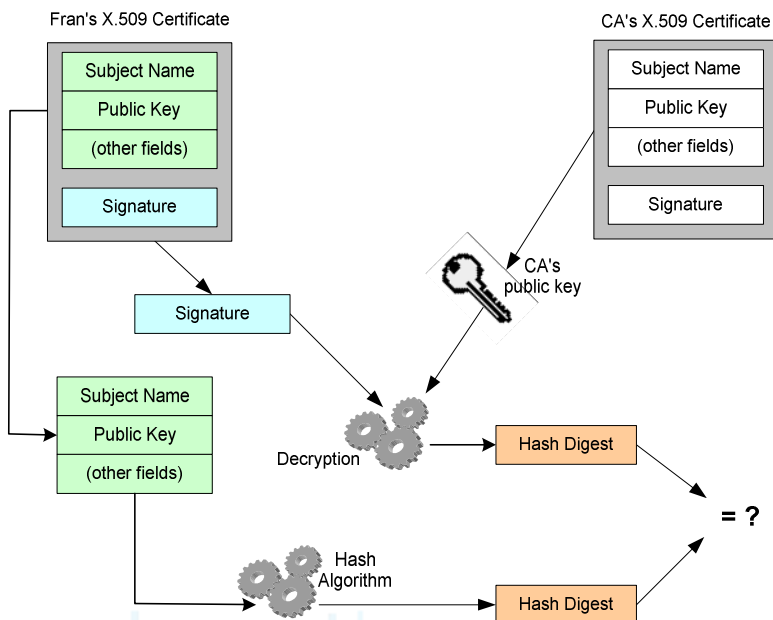 Fran's X.509 Certificate
CA's X.509 Certificate
Subject Name
Public Key
(other fields)
Signature
Subject Name
Public Key
(other fields)
Signature
CA's
public key
Signature
Subject Name
Public Key
(other fields)
Decryption
Hash Digest
= ?
Hash
Algorithm
Hash Digest